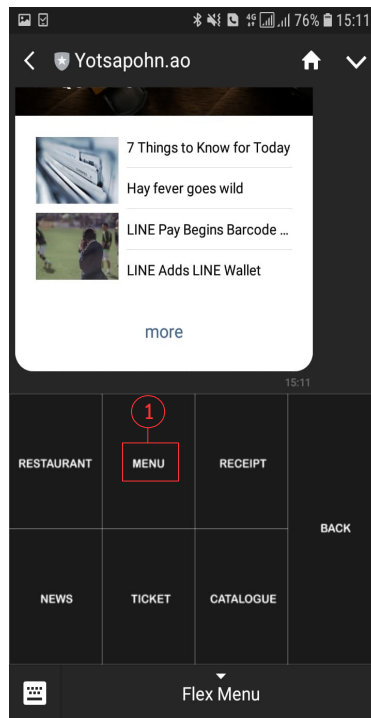 4G 76% 15:11
Yotsapohn.ao
7 Things to Know for Today
Hay fever goes wild
LINE Pay Begins Barcode ...
LINE Adds LINE Wallet
more
15:11
1
RESTAURANT MENU RECEIPT
BACK
NEWS TICKET CATALOGUE
Flex Menu